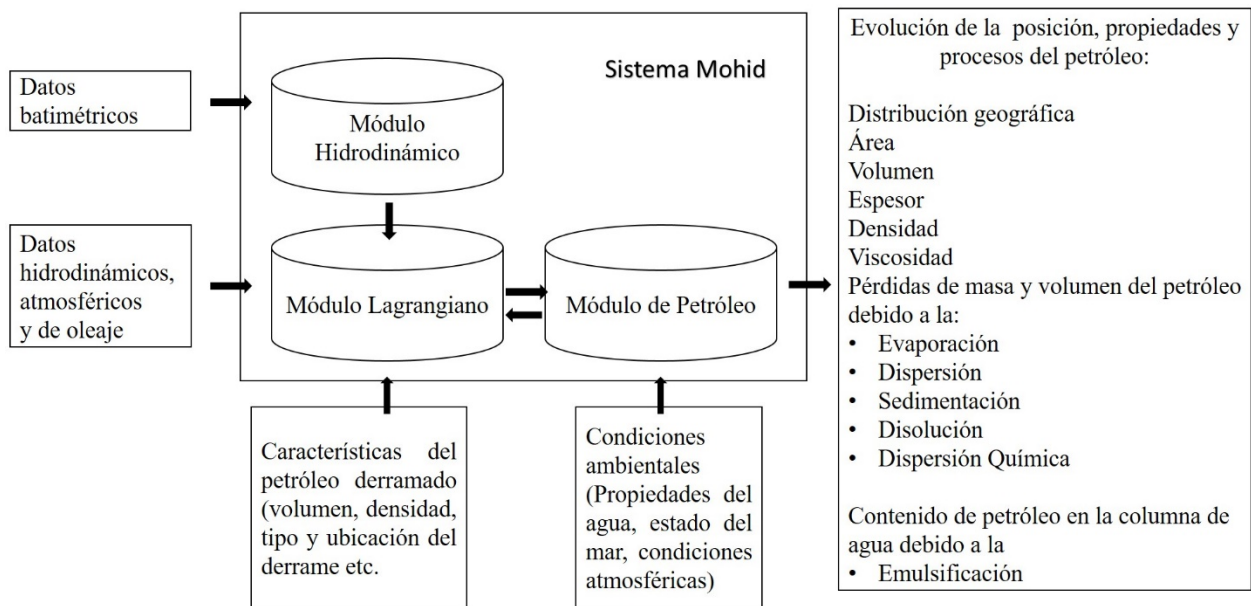 Sistema Mohid
Datos
batimétricos
Módulo
Hidrodinámico
Datos
hidrodinámicos,
atmosféricos
y de oleaje
Módulo Lagrangiano
Módulo de Petróleo
Características del
petróleo derramado
(volumen, densidad,
tipo y ubicación del
derrame etc.
Condiciones
ambientales
(Propiedades del
agua, estado del
mar, condiciones
atmosféricas)
Evolución de la posición, propiedades y
procesos del petróleo:
Distribución geográfica
Área
Volumen
Espesor
Densidad
Viscosidad
Pérdidas de masa y volumen del petróleo
debido a la:
• Evaporación
• Dispersión
• Sedimentación
• Disolución
• Dispersión Química
Contenido de petróleo en la columna de
agua debido a la
• Emulsificación